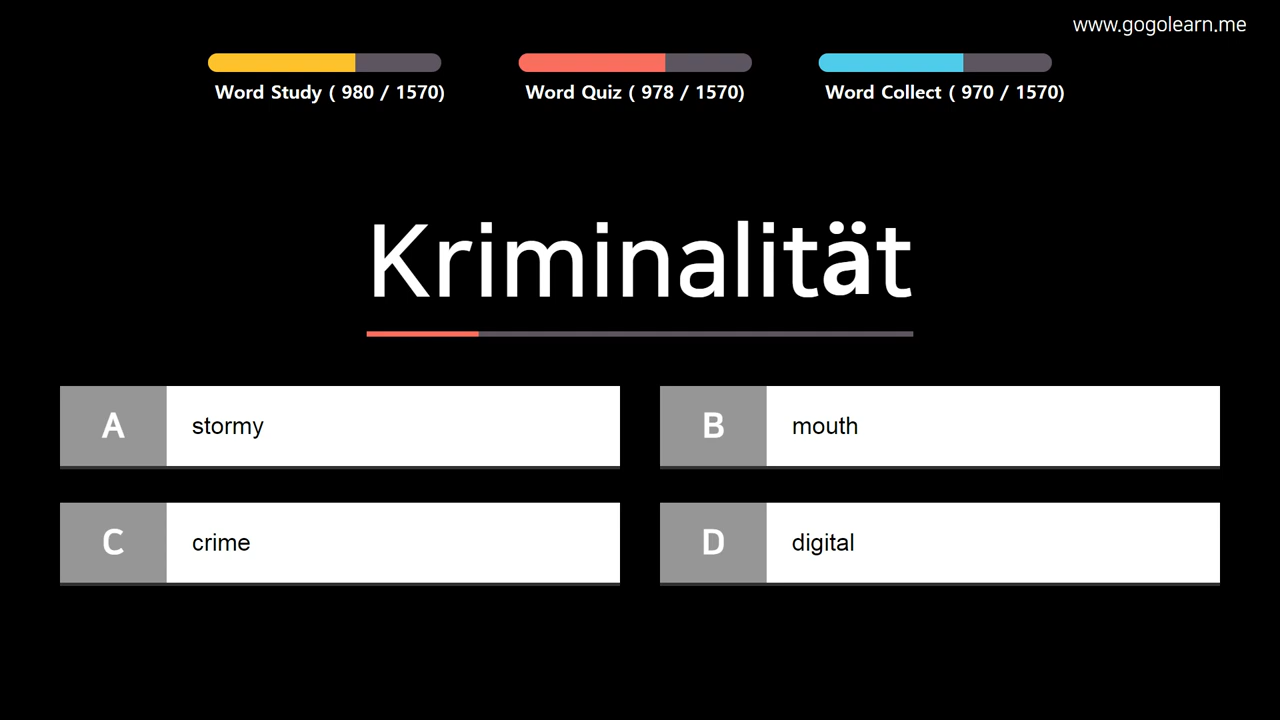 www.gogolearn.me
Word Study ( 980 / 1570)
Word Quiz ( 978 / 1570)
Word Collect ( 970 / 1570)
Kriminalität
A stormy
B mouth
C crime
D digital